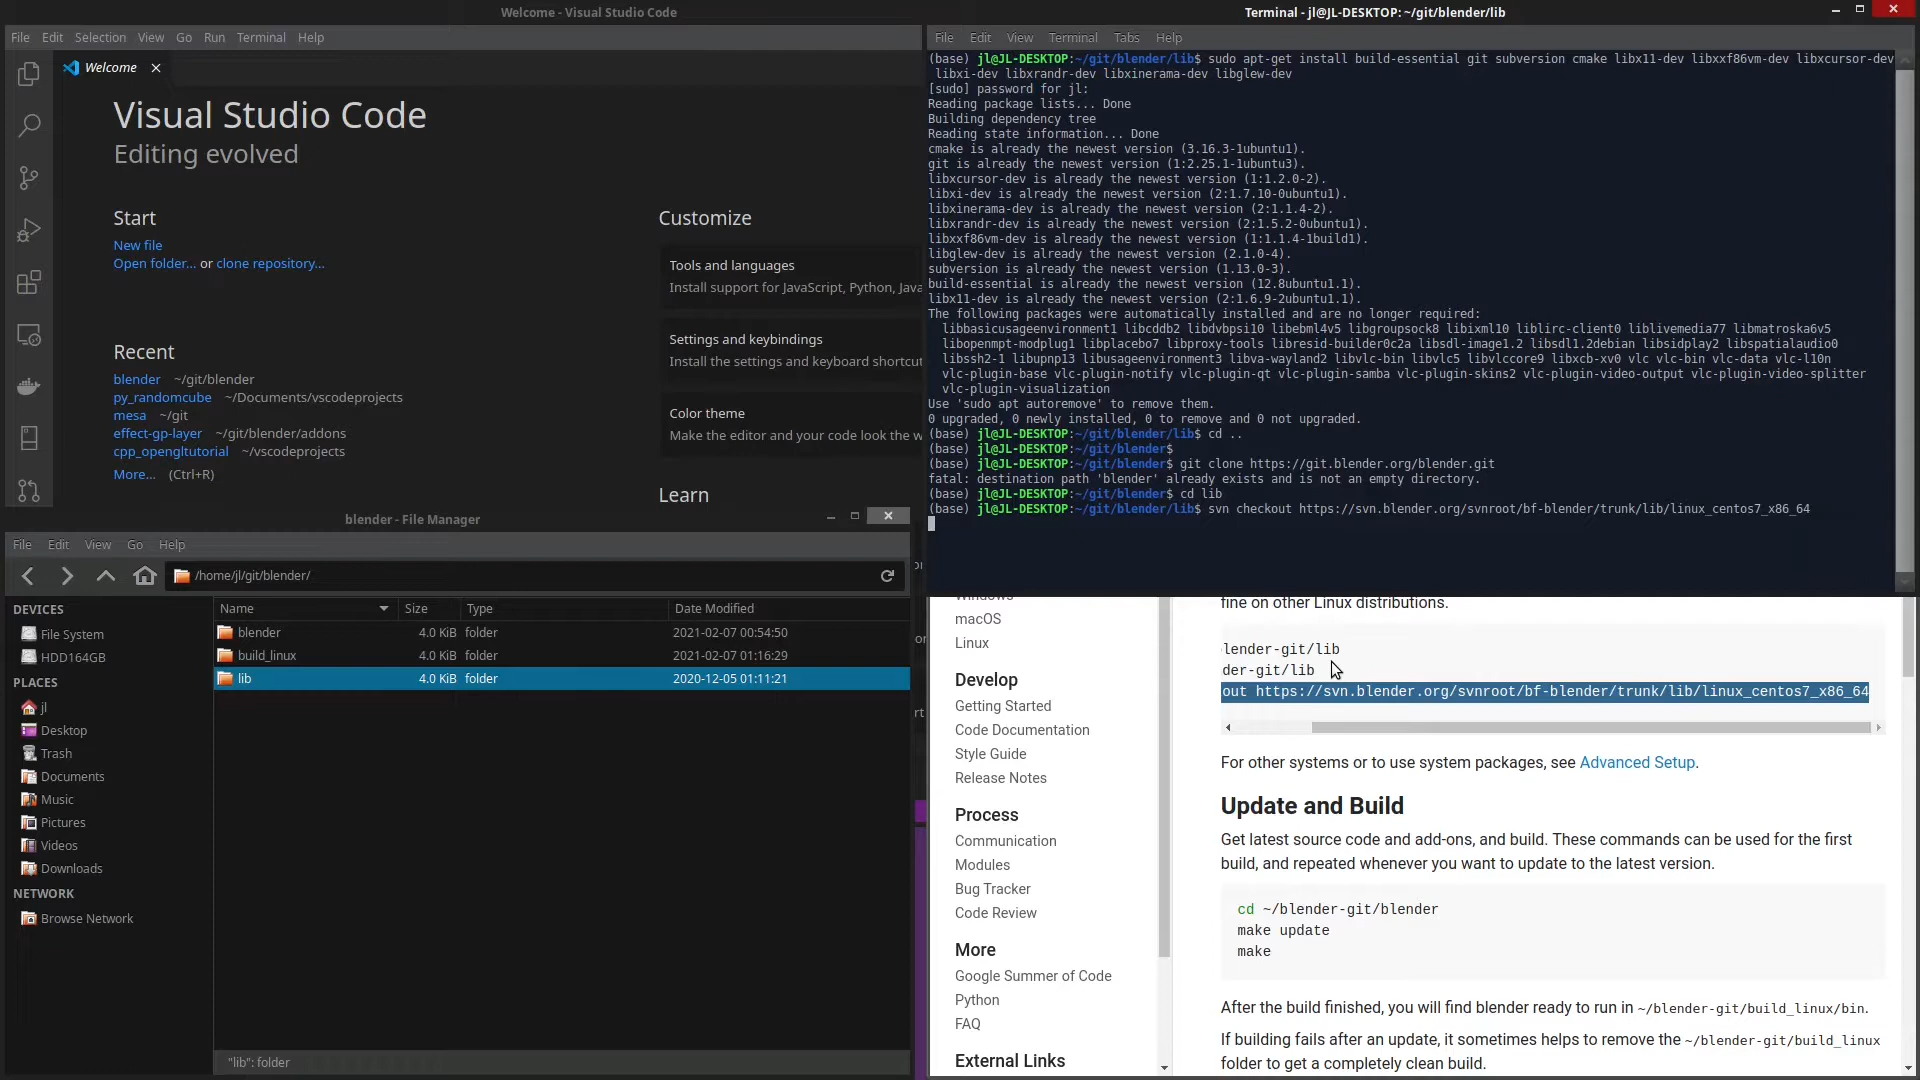 Welcome - Visual Studio Code
File Edit Selection View Go Run Terminal Help
Welcome
Visual Studio Code
Editing evolved
Start
New file
Open folder... or clone repository...
Recent
blender ~/git/blender
py_randomcube ~/Documents/vscodeprojects
mesa ~/git
effect-gp-layer ~/git/blender/addons
cpp_opengltutorial ~/vscodeprojects
More... (Ctrl+R)
Customize
Tools and languages
Install support for JavaScript, Python, Java
Settings and keybindings
Install the settings and keyboard shortcut
Color theme
Make the editor and your code look the w
Learn
Terminal - jl@JL-DESKTOP: ~/git/blender/lib
File Edit View Terminal Tabs Help
(base) jl@JL-DESKTOP:~/git/blender/lib$ sudo apt-get install build-essential git subversion cmake libx11-dev libxxf86vm-dev libxcursor-dev
libxi-dev libxrandr-dev libxinerama-dev libglew-dev
[sudo] password for jl:
Reading package lists... Done
Building dependency tree
Reading state information... Done
cmake is already the newest version (3.16.3-1ubuntu1).
git is already the newest version (1:2.25.1-1ubuntu3).
libxcursor-dev is already the newest version (1:1.2.0-2).
libxi-dev is already the newest version (2:1.7.10-0ubuntu1).
libxinerama-dev is already the newest version (2:1.1.4-2).
libxrandr-dev is already the newest version (2:1.5.2-0ubuntu1).
libxxf86vm-dev is already the newest version (1:1.1.4-1build1).
libglew-dev is already the newest version (2.1.0-4).
subversion is already the newest version (1.13.0-3).
build-essential is already the newest version (12.8ubuntu1.1).
libx11-dev is already the newest version (2:1.6.9-2ubuntu1.1).
The following packages were automatically installed and are no longer required:
libbasicusageenvironment1 libcddb2 libdvbpsi10 libebml4v5 libgroupsock8 libixml10 liblirc-client0 liblivemedia77 libmatroska6v5
libopenmpt-modplug1 libplacebo7 libproxy-tools libresid-builder0c2a libsdl-image1.2 libsdl1.2debian libsidplay2 libspatialaudio0
libssh2-1 libupnp13 libusageenvironment3 libva-wayland2 libvlc-bin libvlc5 libvlccore9 libxcb-xv0 vlc vlc-bin vlc-data vlc-l10n
vlc-plugin-base vlc-plugin-notify vlc-plugin-qt vlc-plugin-samba vlc-plugin-skins2 vlc-plugin-video-output vlc-plugin-video-splitter
vlc-plugin-visualization
Use 'sudo apt autoremove' to remove them.
0 upgraded, 0 newly installed, 0 to remove and 0 not upgraded.
(base) jl@JL-DESKTOP:~/git/blender/lib$ cd ..
(base) jl@JL-DESKTOP:~/git/blender$
(base) jl@JL-DESKTOP:~/git/blender$ git clone https://git.blender.org/blender.git
fatal: destination path 'blender' already exists and is not an empty directory.
(base) jl@JL-DESKTOP:~/git/blender$ cd lib
(base) jl@JL-DESKTOP:~/git/blender/lib$ svn checkout https://svn.blender.org/svnroot/bf-blender/trunk/lib/linux_centos7_x86_64
blender - File Manager
File Edit View Go Help
/home/jl/git/blender/
DEVICES
File System
HDD164GB
PLACES
jl
Desktop
Trash
Documents
Music
Pictures
Videos
Downloads
NETWORK
Browse Network
Name Size Type Date Modified
blender 4.0 KiB folder 2021-02-07 00:54:50
build_linux 4.0 KiB folder 2021-02-07 01:16:29
lib 4.0 KiB folder 2020-12-05 01:11:21
"lib": folder
macOS
Linux
Develop
Getting Started
Code Documentation
Style Guide
Release Notes
Process
Communication
Modules
Bug Tracker
Code Review
More
Google Summer of Code
Python
FAQ
External Links
fine on other Linux distributions.
lender-git/lib
der-git/lib
out https://svn.blender.org/svnroot/bf-blender/trunk/lib/linux_centos7_x86_64
For other systems or to use system packages, see Advanced Setup.
Update and Build
Get latest source code and add-ons, and build. These commands can be used for the first
build, and repeated whenever you want to update to the latest version.
cd ~/blender-git/blender
make update
make
After the build finished, you will find blender ready to run in ~/blender-git/build_linux/bin.
If building fails after an update, it sometimes helps to remove the ~/blender-git/build_linux
folder to get a completely clean build.